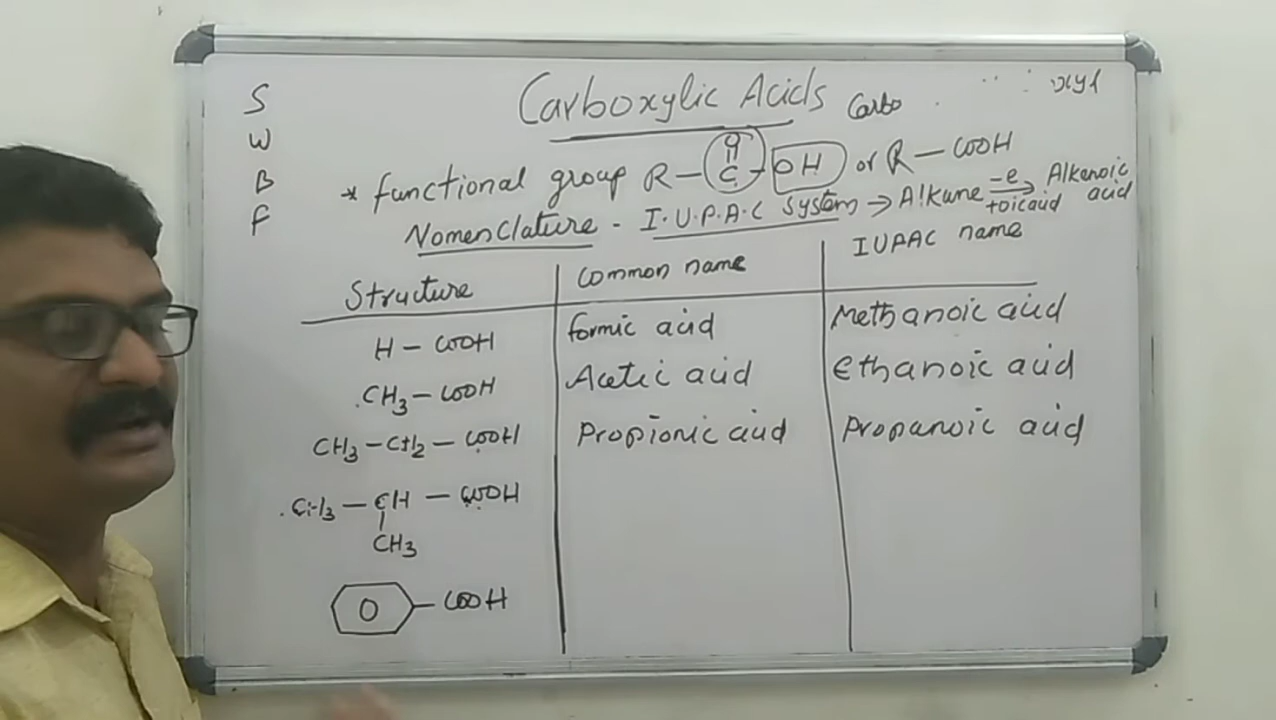 Carboxylic Acids
Carbo
xyl
S
W
B
F
* functional group R – C – OH or R – COOH
O
Nomenclature - I.U.P.A.C System → Alkane -e +oic acid → Alkanoic acid
Structure Common name IUPAC name
H – COOH formic acid Methanoic acid
CH3 – COOH Acetic acid ethanoic acid
CH3 – CH2 – COOH Propionic acid Propanoic acid
CH3 – CH – COOH
CH3
– COOH